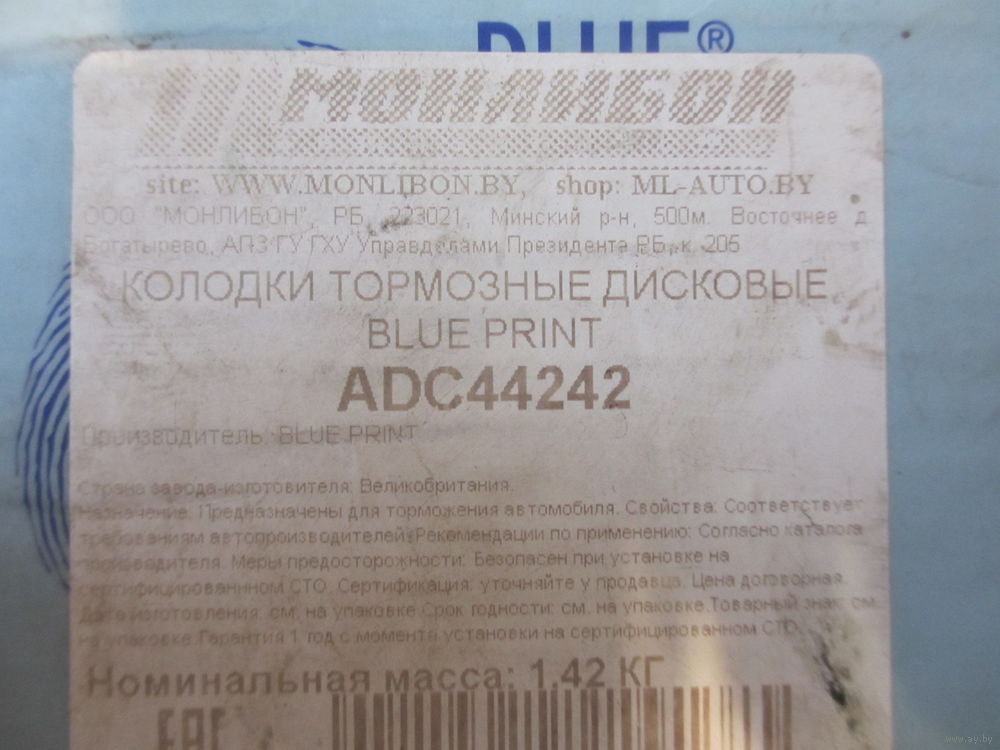 BLUE®
МОНЛИБОН
site: WWW.MONLIBON.BY, shop: ML-AUTO.BY
ООО "МОНЛИБОН", РБ, 223021, Минский р-н, 500м. Восточнее д
Богатырево, АПЗ ГУ ГХУ Управделами Президента РБ, к. 205
КОЛОДКИ ТОРМОЗНЫЕ ДИСКОВЫЕ
BLUE PRINT
ADC44242
Производитель: BLUE PRINT
Страна завода-изготовителя: Великобритания.
Назначение: Предназначены для торможения автомобиля. Свойства: Соответствует
требованиям автопроизводителей. Рекомендации по применению: Согласно каталога
производителя. Меры предосторожности: Безопасен при установке на
сертифицированнном СТО. Сертификация: уточняйте у продавца. Цена договорная.
Дата изготовления: см. на упаковке. Срок годности: см. на упаковке. Товарный знак: см.
на упаковке. Гарантия 1 год с момента установки на сертифицированном СТО.
Номинальная масса: 1.42 КГ
EAC
www.ay.by